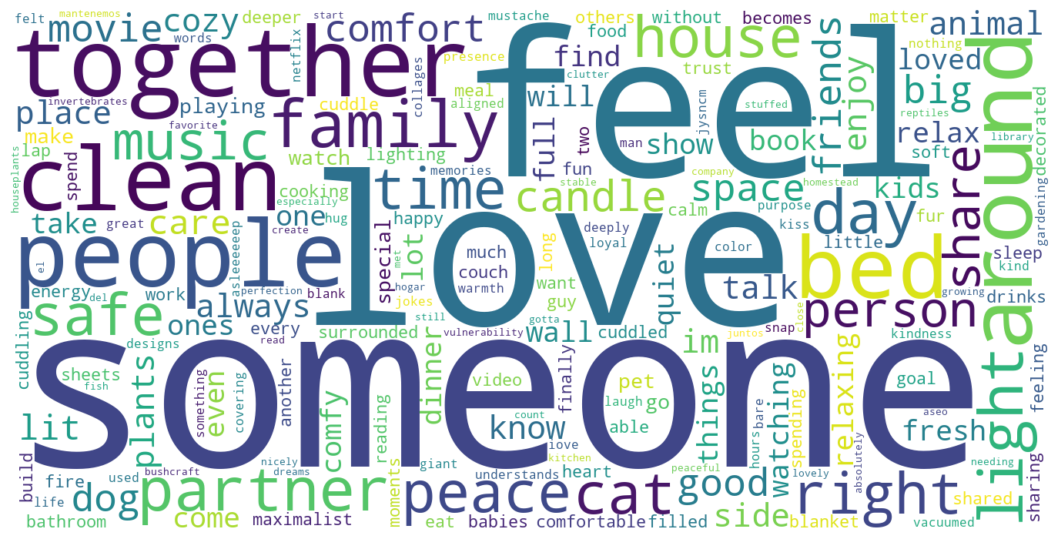 movie
cozy
mantenemos
felt
words
deeper
comfort
start
netflix
mustache
presence
others
food
without
house
trust
becomes
matter
nothing
animal
together
feel
find
clutter
loved
invertebrates
place
playing
favorite
make
cuddle
collages
meal
aligned
will
full
two
man
show
jysncm
stuffed
book
friends
enjoy
big
reptiles
library
decorated
relax
soft
music
family
watch
lighting
fun
houseplants
lap
spend
clean
cooking
especially
memories
time
candle
stable
space
calm
company
homestead
kids
around
gardening
take
great
care
create
one
hug
happy
special
lot
love
deeply
loyal
purpose
kiss
day
fur
little
share
sleep
kind
people
asleeeeeep
much
couch
warmth
long
want
guy
color
quiet
talk
bed
person
growing
drinks
el
energy
del
perfection
work
always
blank
met
hogar
jokes
still
gotta
safe
ones
every
read
surrounded
vulnerability
wall
cuddled
im
juntos
snap
close
kindness
light
feeling
cuddling
designs
sheets
fish
someone
something
even
covering
another
comfy
reading
dinner
video
finally
pet
go
laugh
able
things
bare
hours
watching
spending
relaxing
goal
lit
plants
know
count
love
kitchen
fresh
absolutely
build
fire
used
bushcraft
nicely
dreams
dog
partner
moments
giant
peace
understands
heart
cat
good
peaceful
side
lovely
right
needing
shared
sharing
life
bathroom
come
maximalist
eat
babies
comfortable
filled
blanket
vacuumed
aseo